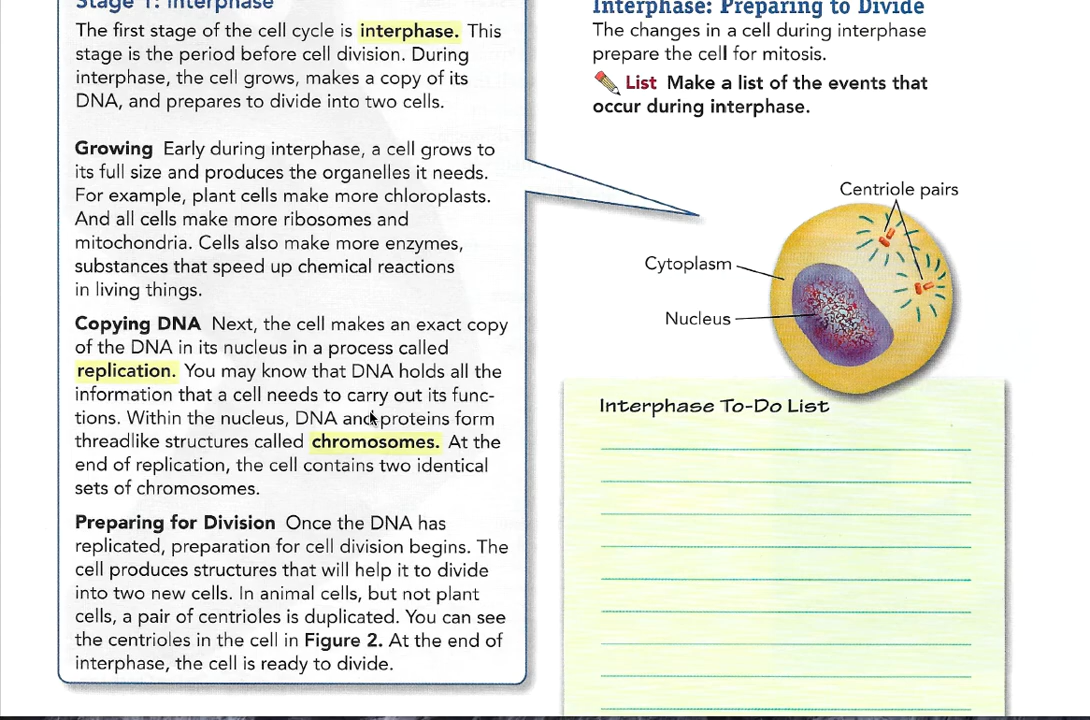 Stage 1: Interphase
The first stage of the cell cycle is interphase. This
stage is the period before cell division. During
interphase, the cell grows, makes a copy of its
DNA, and prepares to divide into two cells.
Growing Early during interphase, a cell grows to
its full size and produces the organelles it needs.
For example, plant cells make more chloroplasts.
And all cells make more ribosomes and
mitochondria. Cells also make more enzymes,
substances that speed up chemical reactions
in living things.
Copying DNA Next, the cell makes an exact copy
of the DNA in its nucleus in a process called
replication. You may know that DNA holds all the
information that a cell needs to carry out its func-
tions. Within the nucleus, DNA and proteins form
threadlike structures called chromosomes. At the
end of replication, the cell contains two identical
sets of chromosomes.
Preparing for Division Once the DNA has
replicated, preparation for cell division begins. The
cell produces structures that will help it to divide
into two new cells. In animal cells, but not plant
cells, a pair of centrioles is duplicated. You can see
the centrioles in the cell in Figure 2. At the end of
interphase, the cell is ready to divide.
Interphase: Preparing to Divide
The changes in a cell during interphase
prepare the cell for mitosis.
List Make a list of the events that
occur during interphase.
Centriole pairs
Cytoplasm
Nucleus
Interphase To-Do List